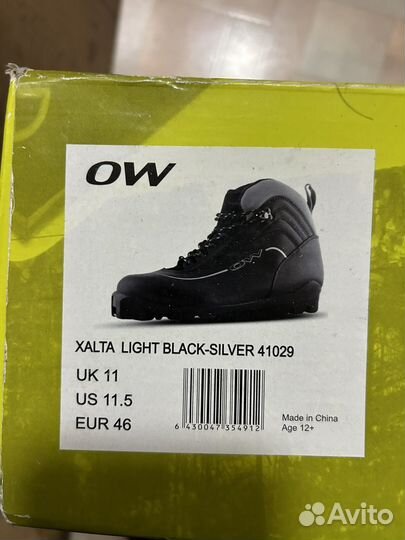 OW
OW
XALTA LIGHT BLACK-SILVER 41029
UK 11
US 11.5
EUR 46
6 430047 354912
Made in China
Age 12+
Avito